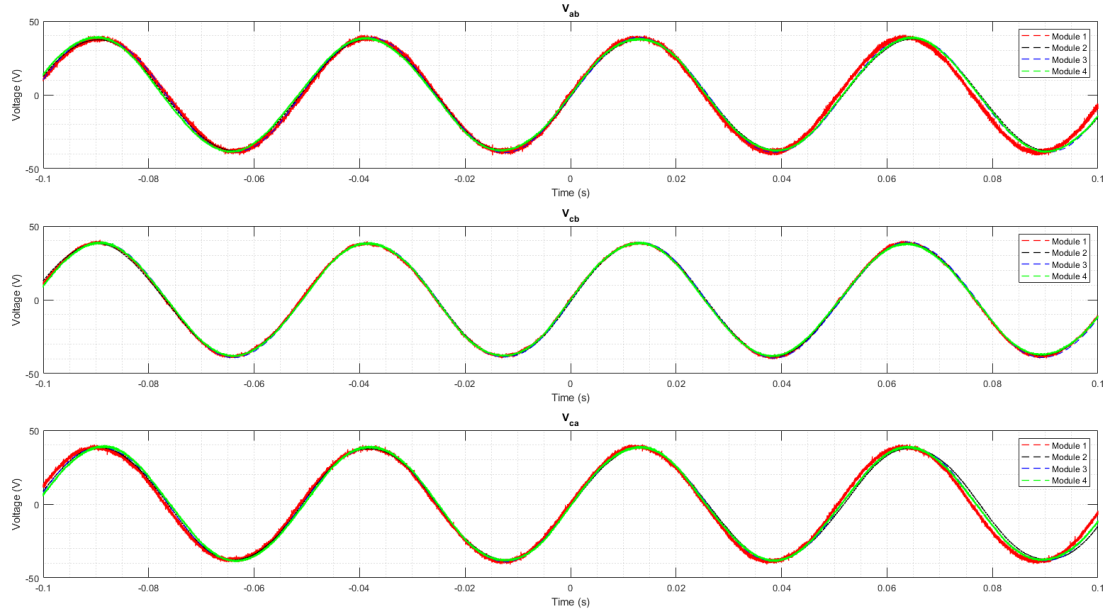 V_ab
50
0
-50
Voltage (V)
-0.1 -0.08 -0.06 -0.04 -0.02 0 0.02 0.04 0.06 0.08 0.1
Time (s)
Module 1
Module 2
Module 3
Module 4
V_cb
50
0
-50
Voltage (V)
-0.1 -0.08 -0.06 -0.04 -0.02 0 0.02 0.04 0.06 0.08 0.1
Time (s)
Module 1
Module 2
Module 3
Module 4
V_ca
50
0
-50
Voltage (V)
-0.1 -0.08 -0.06 -0.04 -0.02 0 0.02 0.04 0.06 0.08 0.1
Time (s)
Module 1
Module 2
Module 3
Module 4